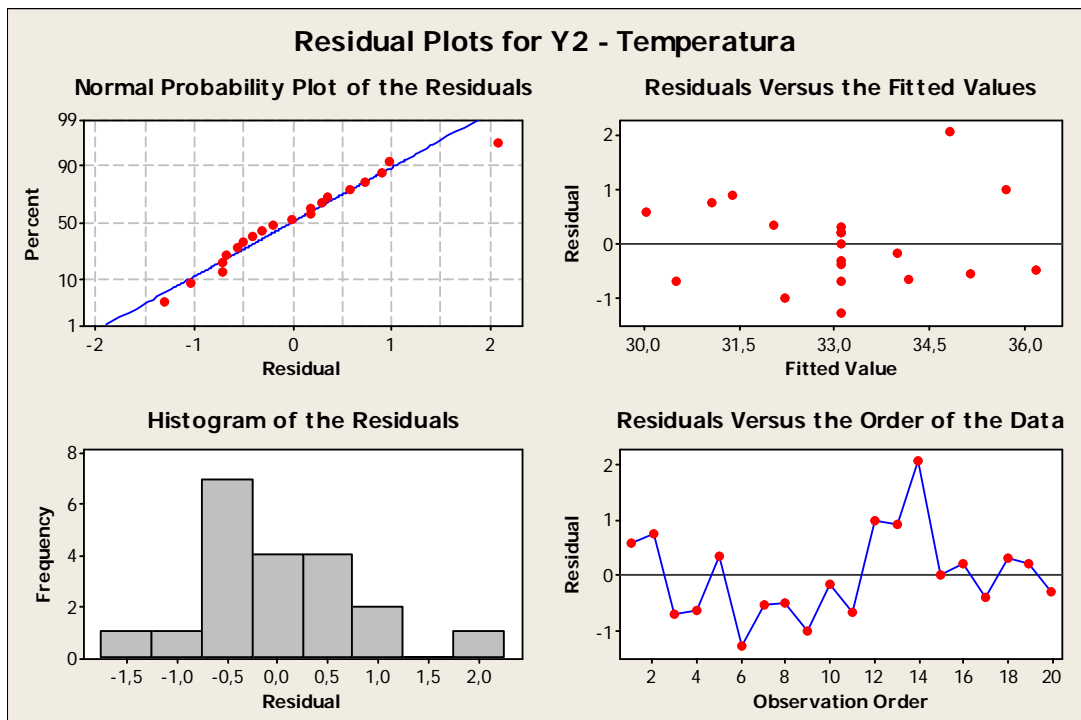 Residual Plots for Y2 - Temperatura
Normal Probability Plot of the Residuals
99
90
50
10
1
Percent
-2 -1 0 1 2
Residual
Residuals Versus the Fitted Values
2
1
0
-1
Residual
30,0 31,5 33,0 34,5 36,0
Fitted Value
Histogram of the Residuals
8
6
4
2
0
Frequency
-1,5 -1,0 -0,5 0,0 0,5 1,0 1,5 2,0
Residual
Residuals Versus the Order of the Data
2
1
0
-1
Residual
2 4 6 8 10 12 14 16 18 20
Observation Order